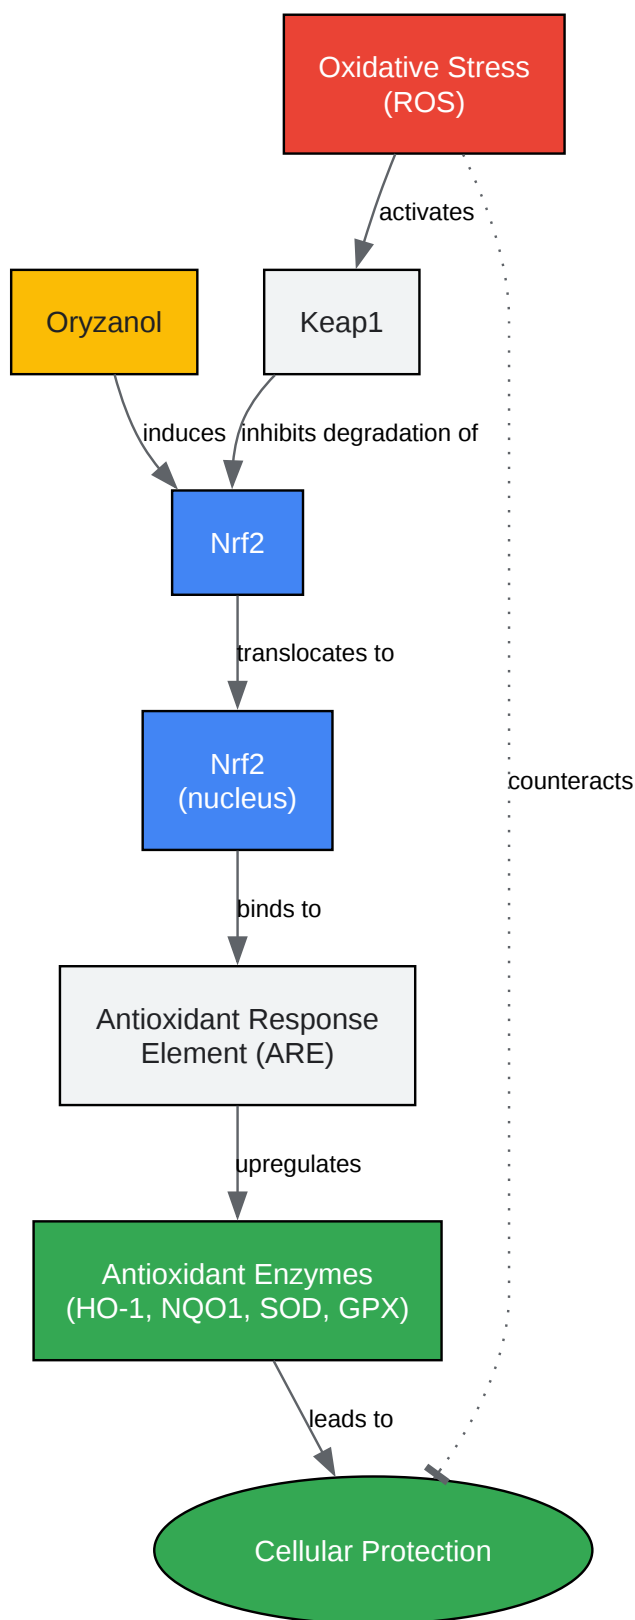 Oxidative Stress
(ROS)
activates
Oryzanol
Keap1
induces
inhibits degradation of
Nrf2
translocates to
Nrf2
(nucleus)
counteracts
binds to
Antioxidant Response
Element (ARE)
upregulates
Antioxidant Enzymes
(HO-1, NQO1, SOD, GPX)
leads to
Cellular Protection